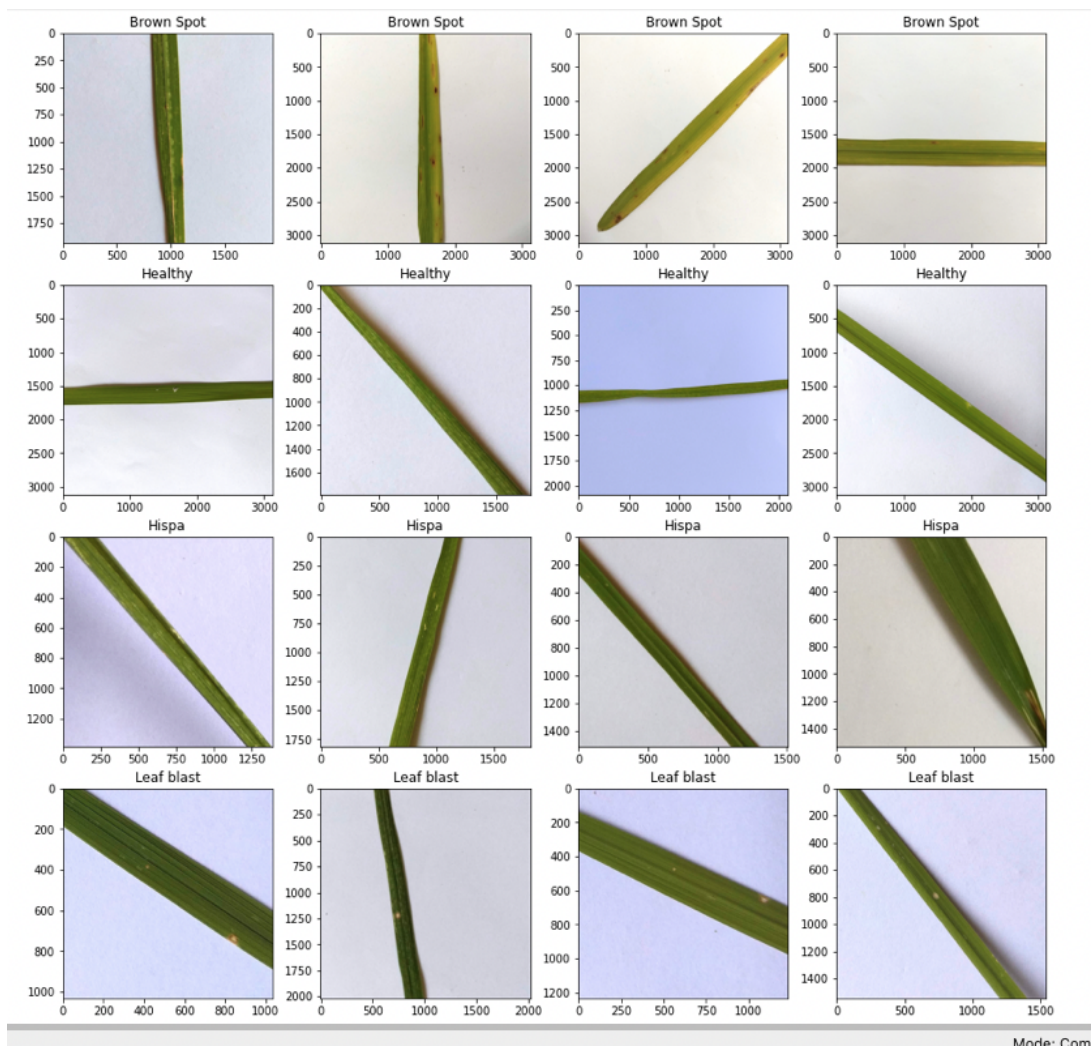 Brown Spot Brown Spot Brown Spot Brown Spot
0 0 0 0
250
500 500 500 500
750
1000 1000 1000 1000
1250
1500 1500 1500 1500
2000 2000 2000
1750
2500 2500 2500
3000 3000 3000
0 500 1000 1500 0 1000 2000 3000 0 1000 2000 3000 0 1000 2000 3000
Healthy Healthy Healthy Healthy
0 0 0 0
200 250
500 400 500 500
600 750
1000 800 1000
1500 1000 1000 1500
1200 1250
2000 1400 1500 2000
2500 1600 1750 2500
3000 2000 3000
0 1000 2000 3000 0 1000 1500 0 500 1000 1500 2000 0 1000 2000 3000
Hispa Hispa Hispa Hispa
0 0 0 0
200 250 200 200
400 500 400 400
600 750 600 600
800 1000 800 800
1000 1250 1000 1000
1200 1500 1200 1200
1750 1400 1400
0 250 500 750 1000 1250 0 500 1000 1500 0 500 1000 1500 0 500 1000 1500
Leaf blast Leaf blast Leaf blast Leaf blast
0 0 0 0
200 250 200 200
500 400 400
400 750 600
600 1000 600 800
1250 800 1000
800 1500 1000 1200
1750 1400
1000 2000 1200
0 200 400 600 800 1000 0 500 1000 1500 2000 0 500 1000 0 500 1000 1500
Mode: Com